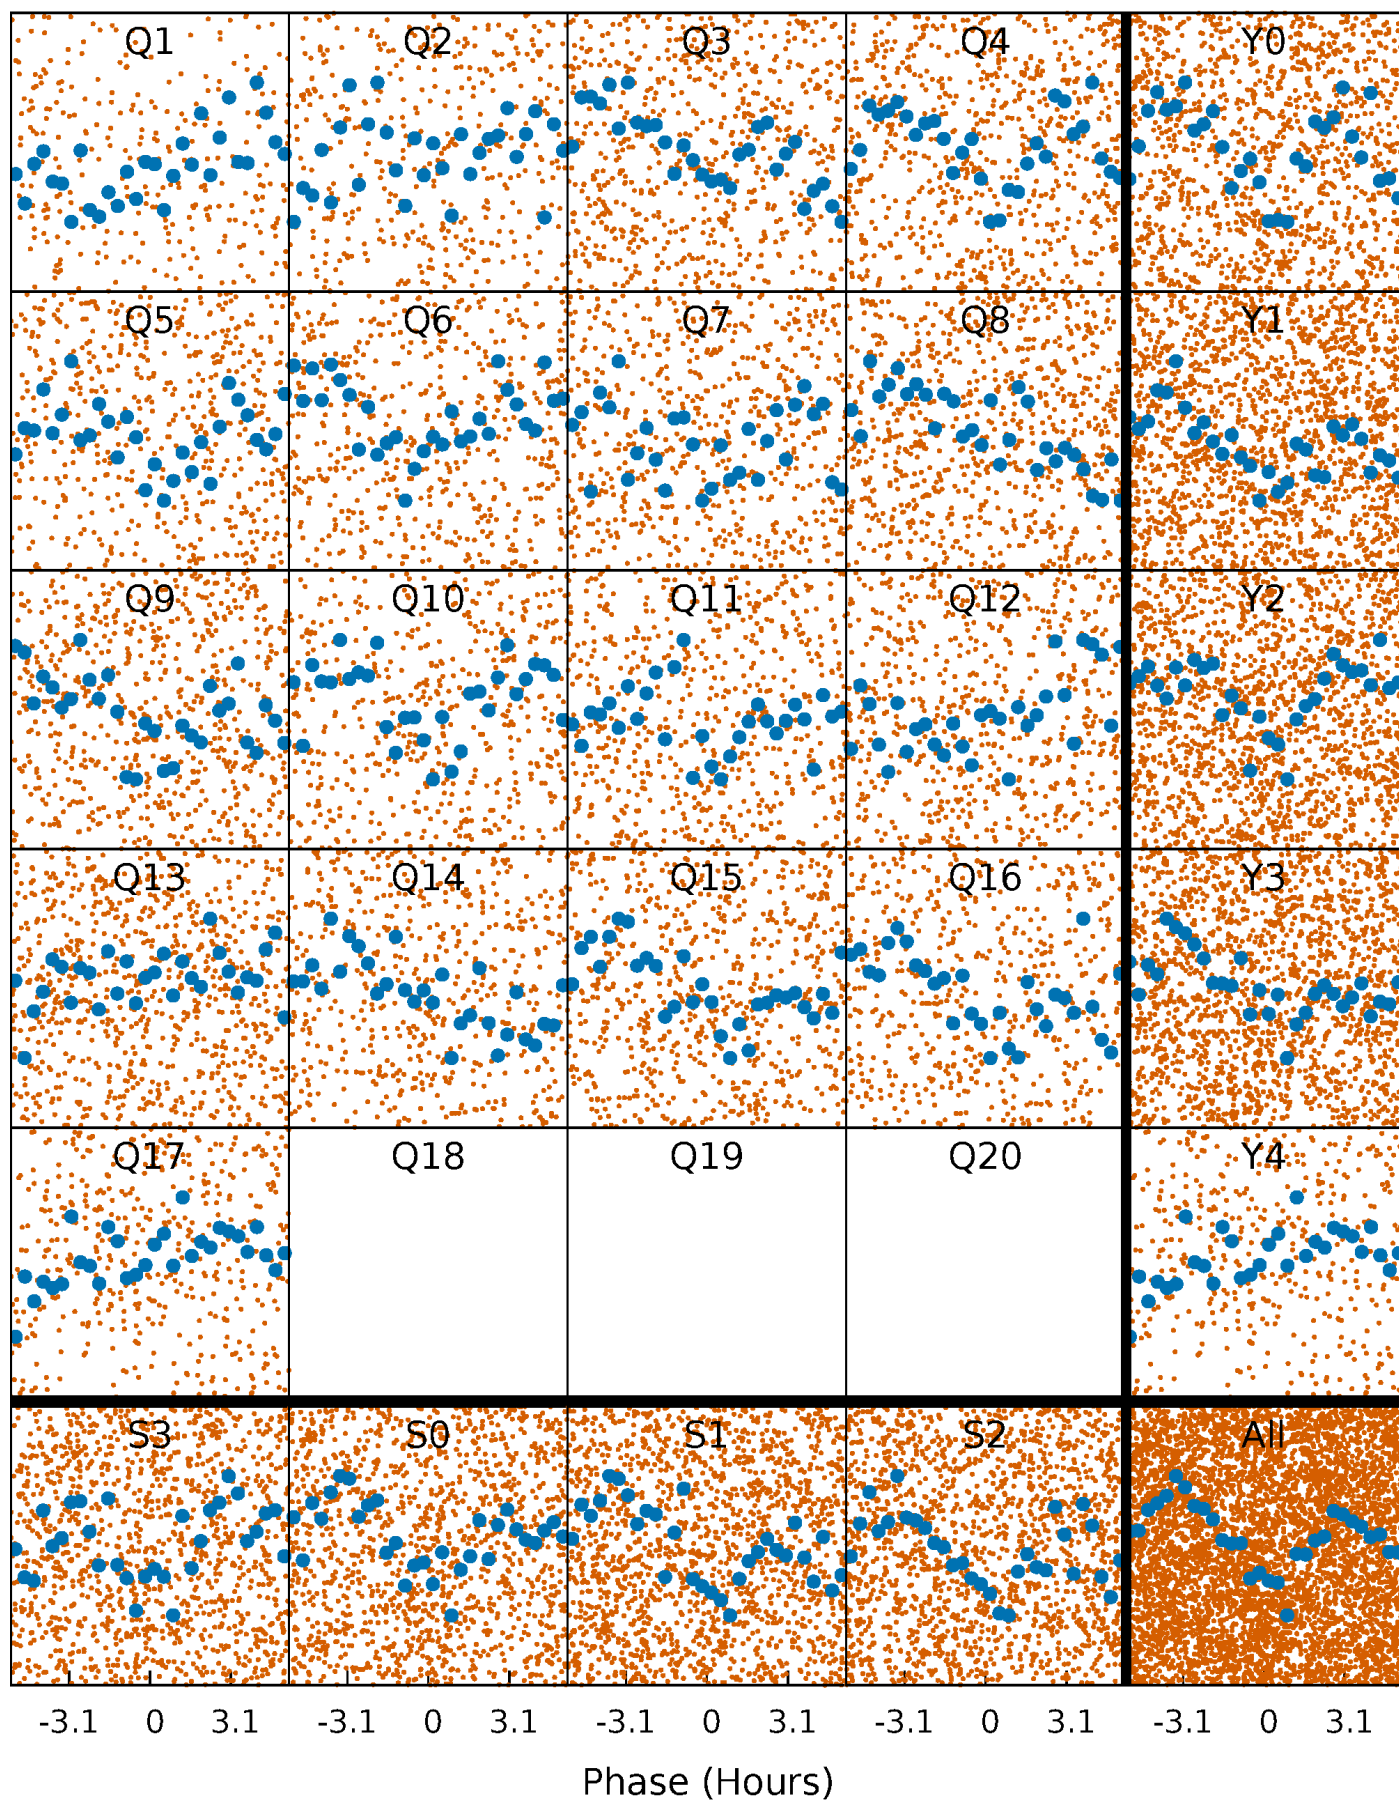 Q1 Q2 Q3 Q4 Y0
Q5 Q6 Q7 Q8 Y1
Q9 Q10 Q11 Q12 Y2
Q13 Q14 Q15 Q16 Y3
Q17 Q18 Q19 Q20 Y4
S3 S0 S1 S2 All
-3.1 0 3.1 -3.1 0 3.1 -3.1 0 3.1 -3.1 0 3.1 -3.1 0 3.1
Phase (Hours)